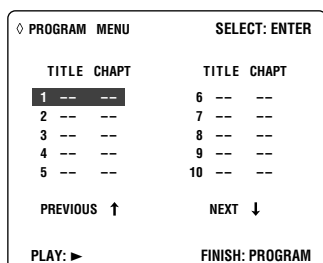 ◊ PROGRAM MENU SELECT: ENTER
TITLE CHAPT TITLE CHAPT
1 –– –– 6 –– ––
2 –– –– 7 –– ––
3 –– –– 8 –– ––
4 –– –– 9 –– ––
5 –– –– 10 –– ––
PREVIOUS ↑ NEXT ↓
PLAY: ► FINISH: PROGRAM